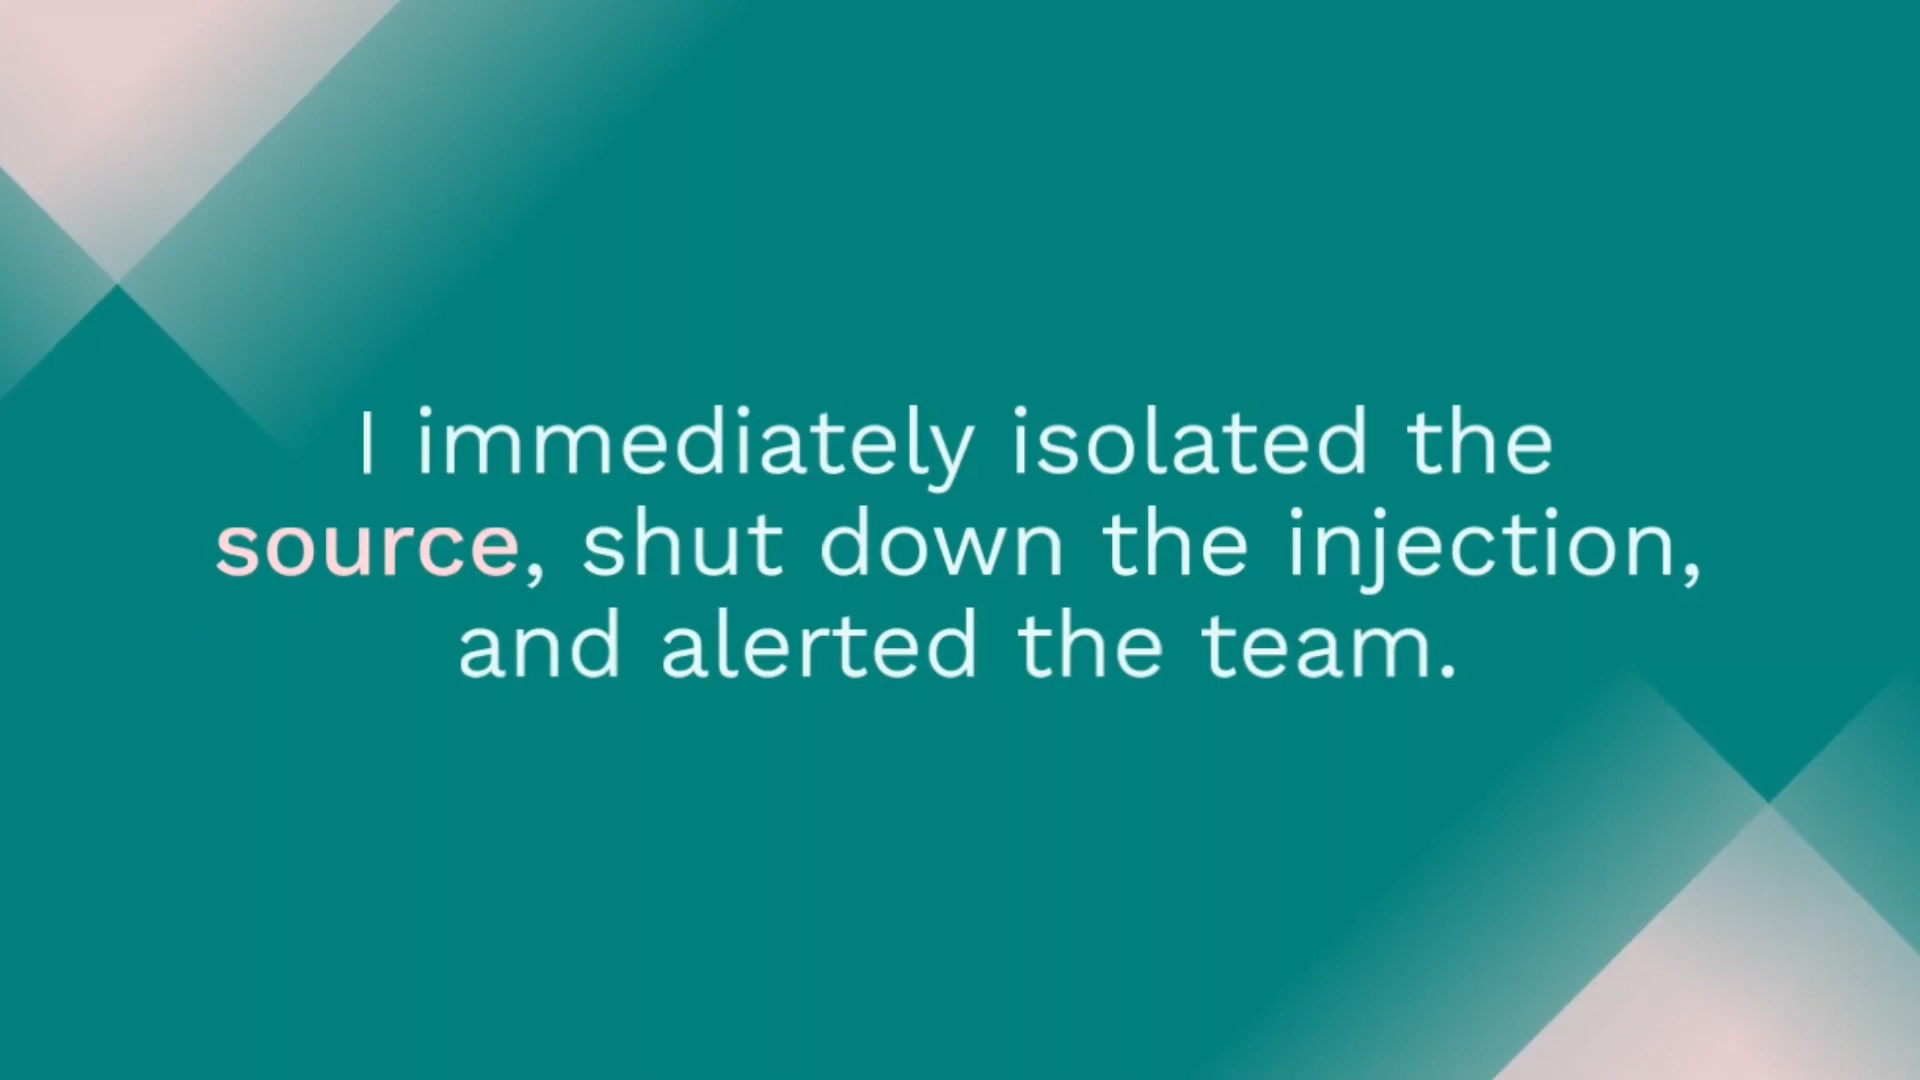 I immediately isolated the
source, shut down the injection,
and alerted the team.